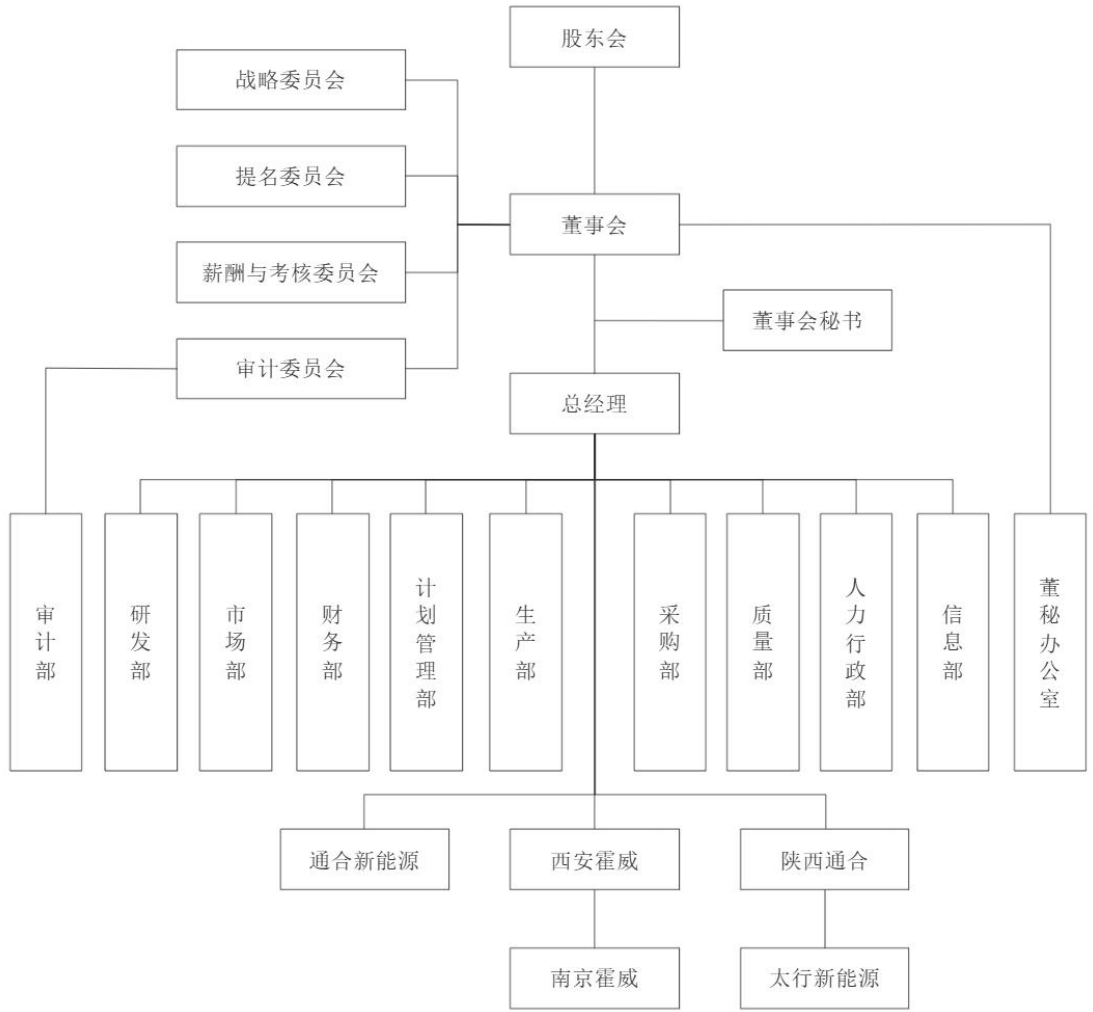 股东会
战略委员会
提名委员会
董事会
薪酬与考核委员会
董事会秘书
审计委员会
总经理
审计部
研发部
市场部
财务部
计划管理部
生产部
采购部
质量部
人力行政部
信息部
董秘办公室
通合新能源
西安霍威
陕西通合
南京霍威
太行新能源